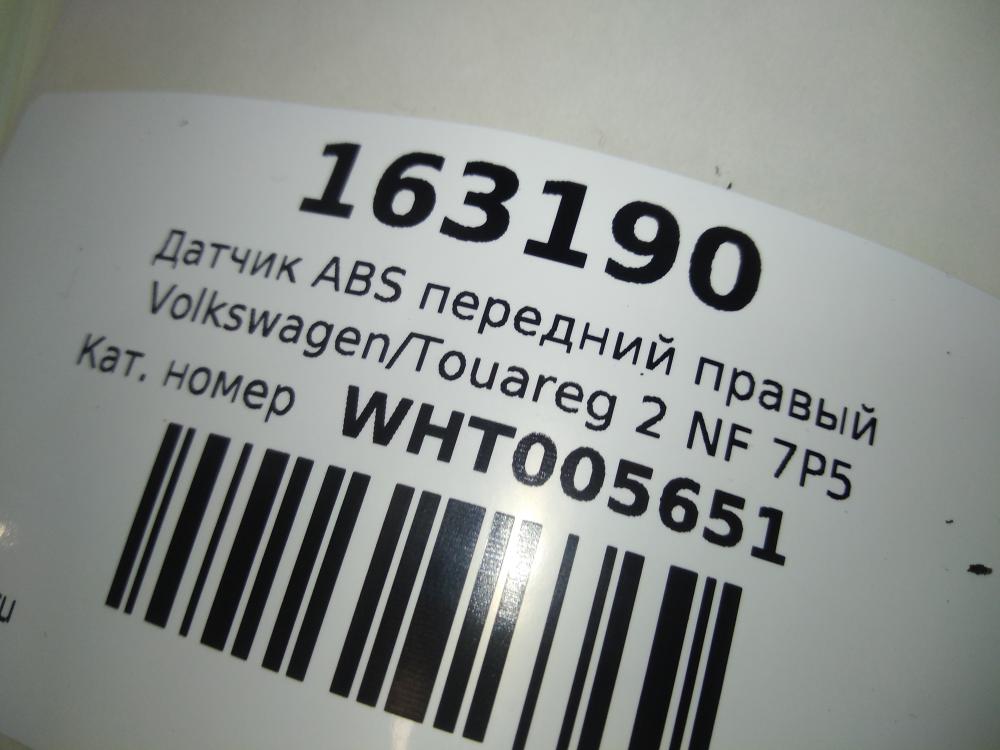 163190
Датчик ABS передний правый
Volkswagen/Touareg 2 NF 7P5
Кат. номер WHT005651